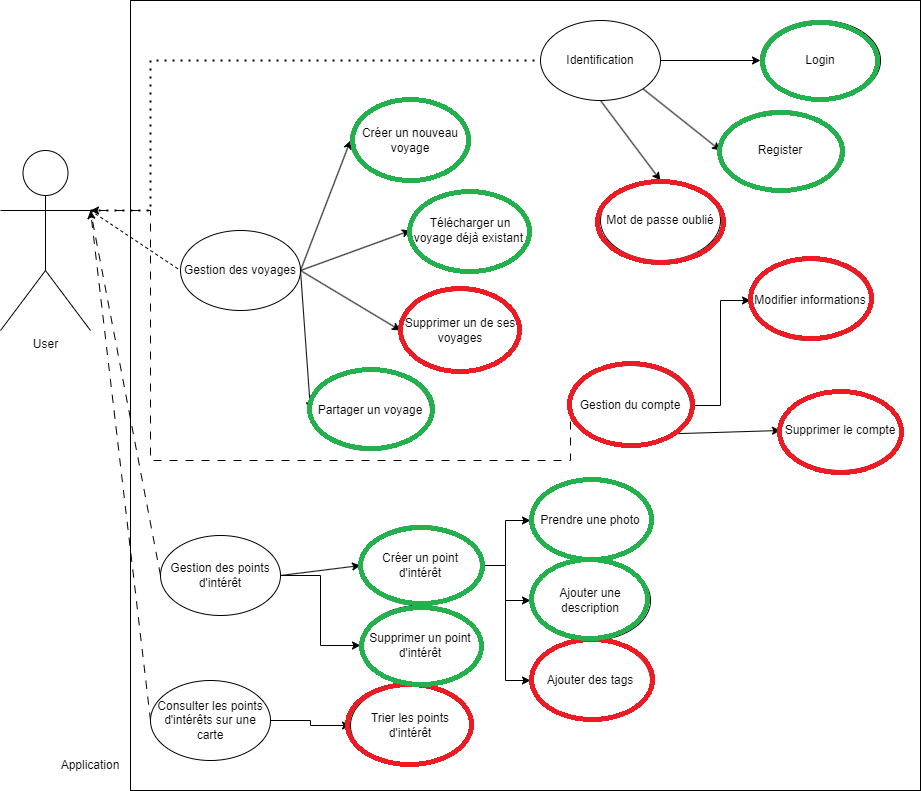 Identification
Login
Créer un nouveau
voyage
Register
Télécharger un
voyage déjà existant
Mot de passe oublié
Gestion des voyages
Modifier informations
Supprimer un de ses
voyages
User
Partager un voyage
Gestion du compte
Supprimer le compte
Prendre une photo
Gestion des points
d'intérêt
Créer un point
d'intérêt
Ajouter une
description
Supprimer un point
d'intérêt
Ajouter des tags
Consulter les points
d'intérêts sur une
carte
Trier les points
d'intérêt
Application